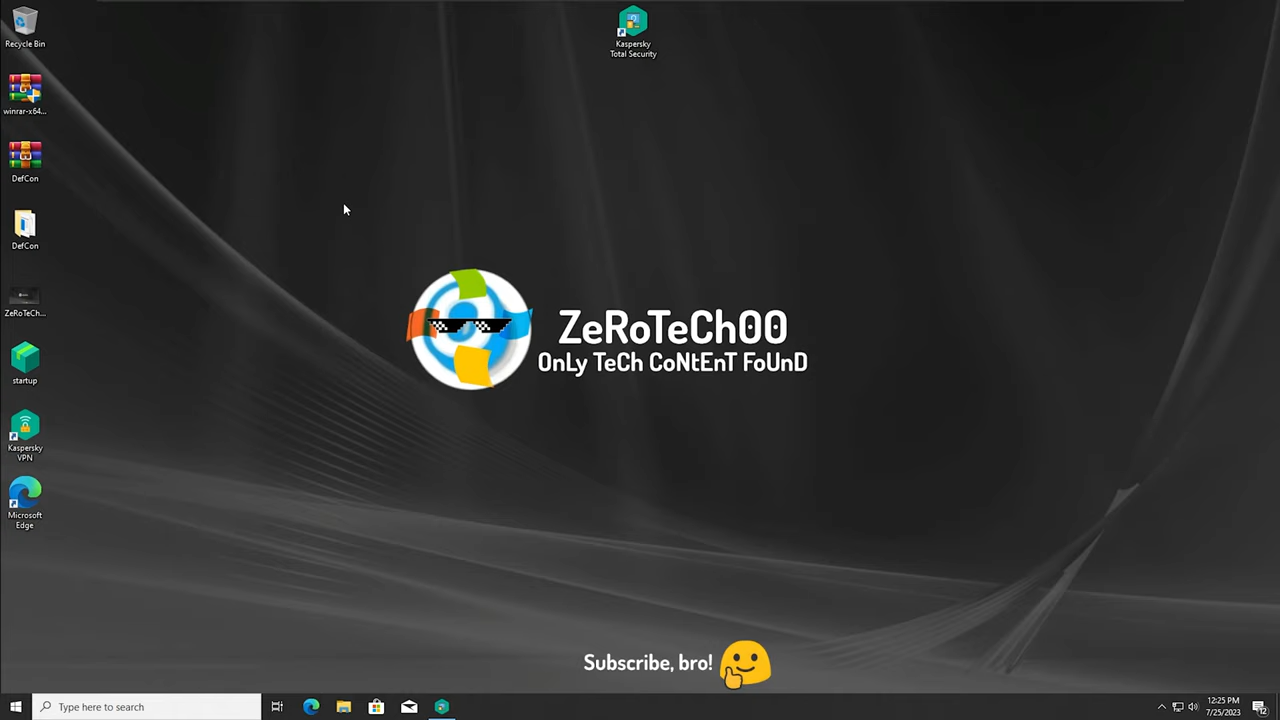 Recycle Bin
winrar-x64...
DefCon
DefCon
ZeRoTeCh...
startup
Kaspersky
VPN
Microsoft
Edge
Kaspersky
Total Security
ZeRoTeCh00
OnLy TeCh CoNtEnT FoUnD
Subscribe, bro!
Type here to search
12:25 PM
7/25/2023
12